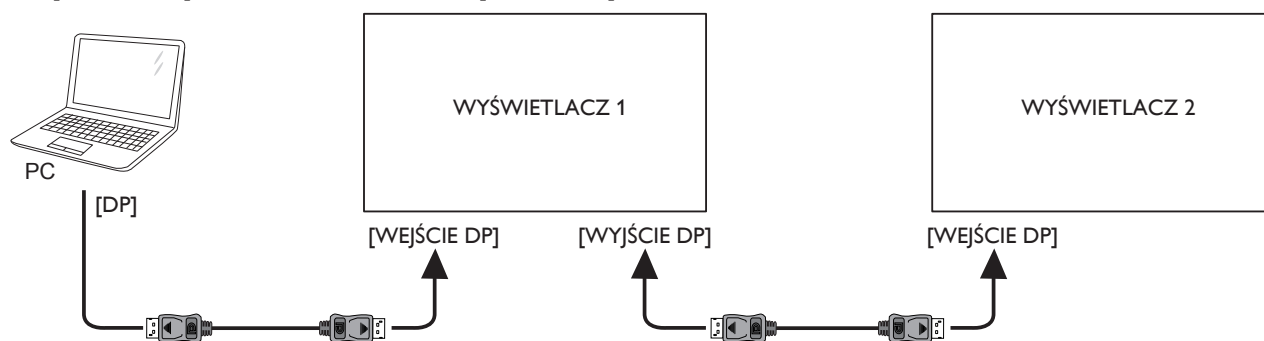 WYŚWIETLACZ 1
WYŚWIETLACZ 2
PC
[DP]
[WEJŚCIE DP]
[WYJŚCIE DP]
[WEJŚCIE DP]